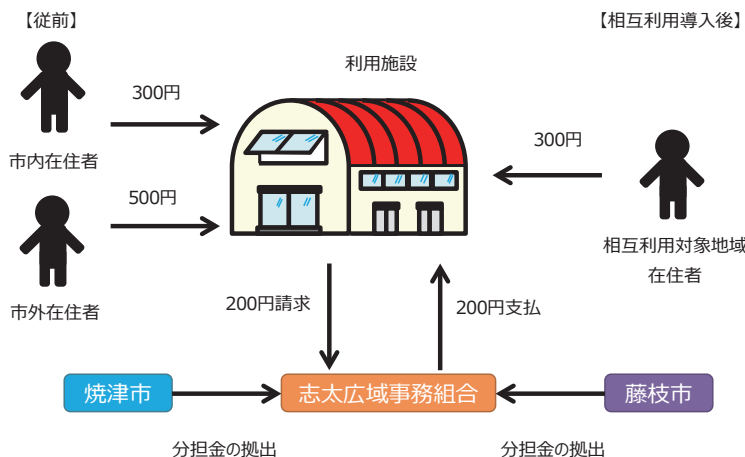 【従前】
【相互利用導入後】
利用施設
300円
300円
市内在住者
500円
相互利用対象地域
在住者
市外在住者
200円請求
200円支払
焼津市
志太広域事務組合
藤枝市
分担金の拠出
分担金の拠出